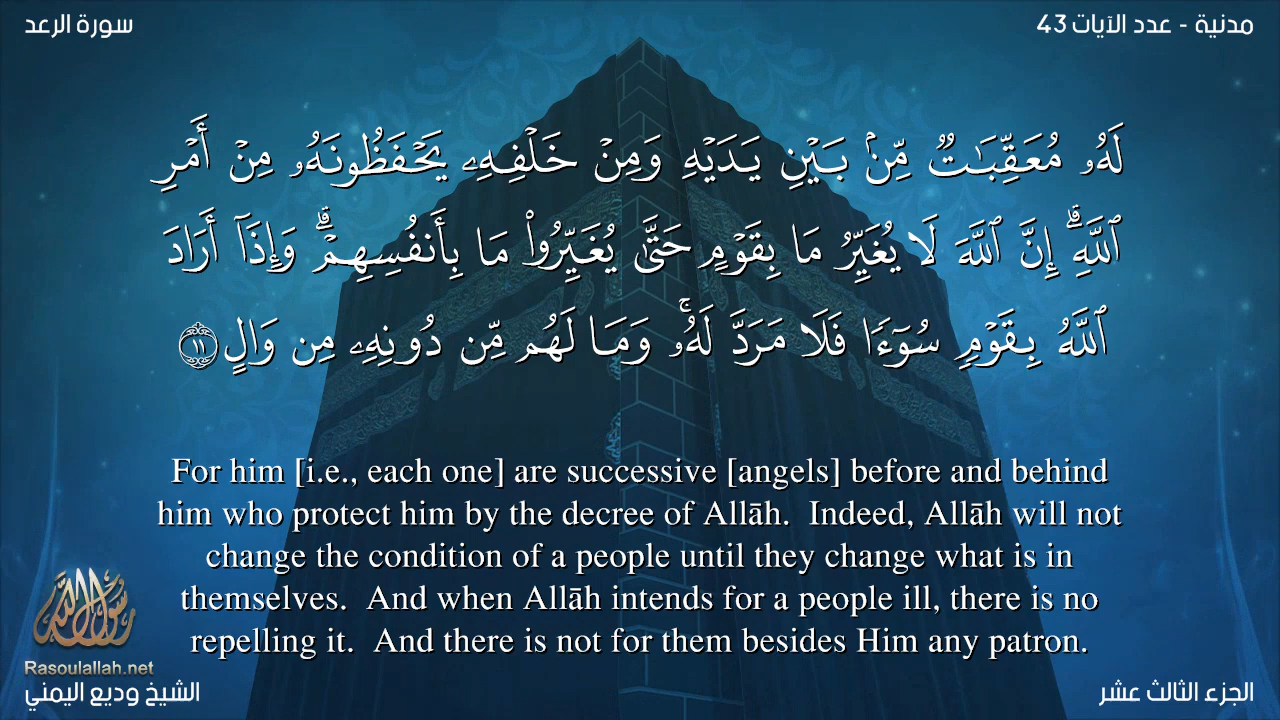 سورة الرعد
مدنية - عدد الآيات 43
لَهُۥ مُعَقِّبَـٰتٌ مِّنۢ بَيْنِ يَدَيْهِ وَمِنْ خَلْفِهِۦ يَحْفَظُونَهُۥ مِنْ أَمْرِ
ٱللَّهِ ۗ إِنَّ ٱللَّهَ لَا يُغَيِّرُ مَا بِقَوْمٍ حَتَّىٰ يُغَيِّرُوا۟ مَا بِأَنفُسِهِمْ ۗ وَإِذَآ أَرَادَ
ٱللَّهُ بِقَوْمٍ سُوٓءًا فَلَا مَرَدَّ لَهُۥ ۚ وَمَا لَهُم مِّن دُونِهِۦ مِن وَالٍ ١١
For him [i.e., each one] are successive [angels] before and behind
him who protect him by the decree of Allāh. Indeed, Allāh will not
change the condition of a people until they change what is in
themselves. And when Allāh intends for a people ill, there is no
repelling it. And there is not for them besides Him any patron.
رسول الله
Rasoulallah.net
الشيخ وديع اليمني
الجزء الثالث عشر